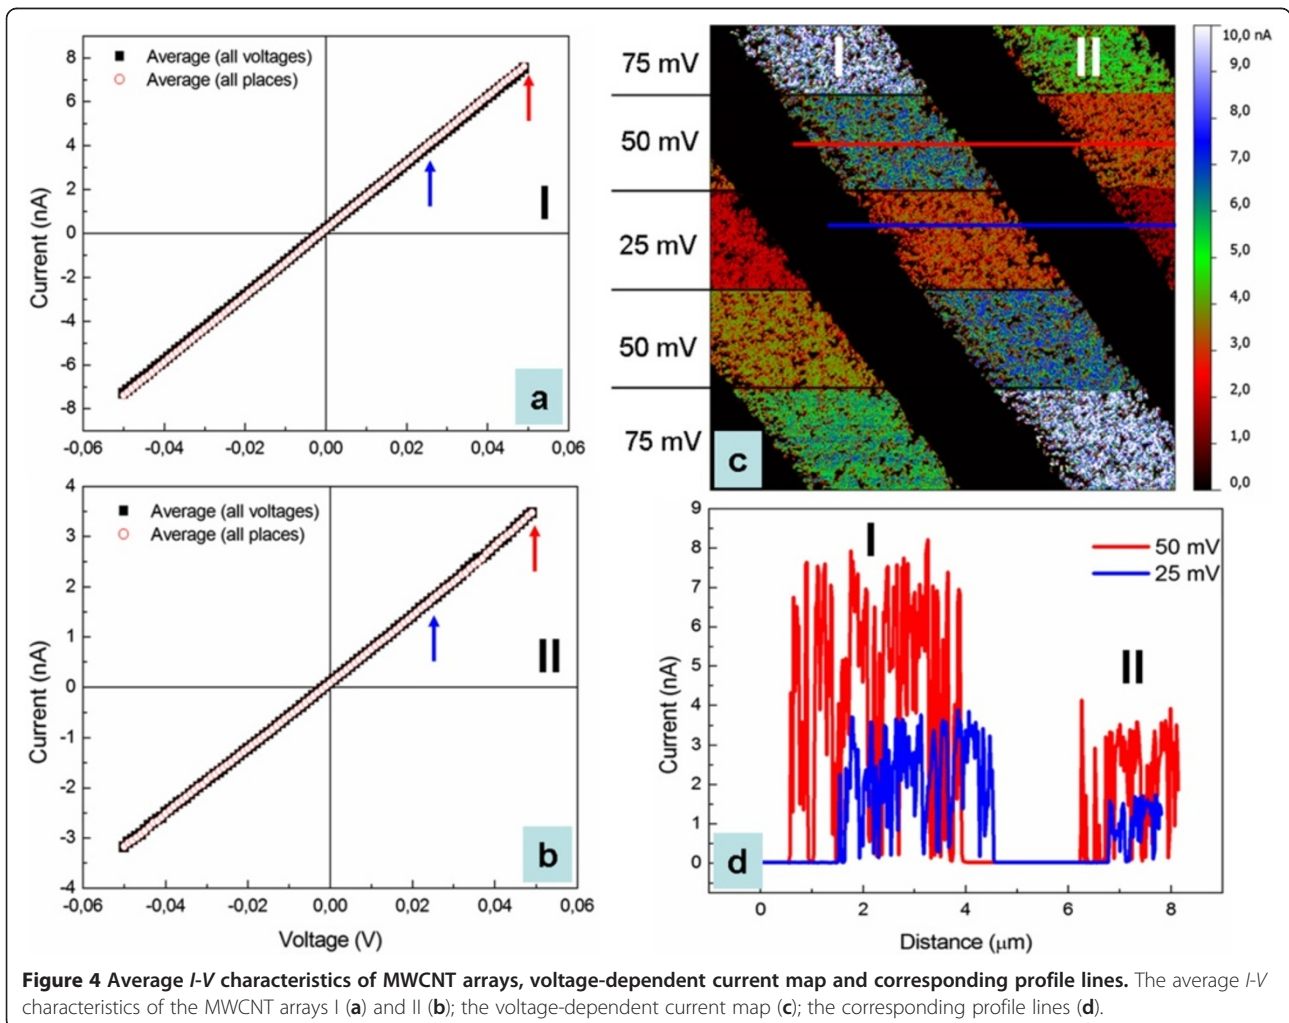 8
6
4
2
0
-2
-4
-6
-8
Current (nA)
Average (all voltages)
Average (all places)
I
a
-0,06 -0,04 -0,02 0,00 0,02 0,04 0,06
4
3
2
1
0
-1
-2
-3
-4
Current (nA)
Average (all voltages)
Average (all places)
II
b
-0,06 -0,04 -0,02 0,00 0,02 0,04 0,06
Voltage (V)
75 mV
50 mV
25 mV
50 mV
75 mV
I
II
c
10,0 nA
9,0
8,0
7,0
6,0
5,0
4,0
3,0
2,0
1,0
0,0
9
8
7
6
5
4
3
2
1
0
Current (nA)
I
II
50 mV
25 mV
d
0 2 4 6 8
Distance (μm)
Figure 4 Average I-V characteristics of MWCNT arrays, voltage-dependent current map and corresponding profile lines. The average I-V
characteristics of the MWCNT arrays I (a) and II (b); the voltage-dependent current map (c); the corresponding profile lines (d).